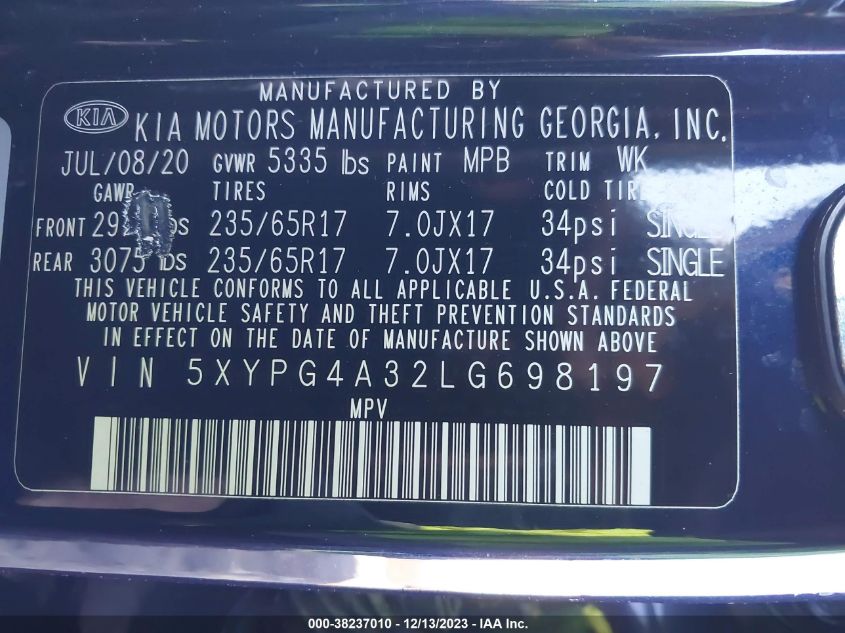 MANUFACTURED BY
KIA KIA MOTORS MANUFACTURING GEORGIA, INC.
JUL/08/20 GVWR 5335 lbs PAINT MPB TRIM WK
GAWR TIRES RIMS COLD TIRE
FRONT 235/65R17 7.0JX17 34psi SINGLE
REAR 3075 lbs 235/65R17 7.0JX17 34psi SINGLE
THIS VEHICLE CONFORMS TO ALL APPLICABLE U.S.A. FEDERAL
MOTOR VEHICLE SAFETY AND THEFT PREVENTION STANDARDS
IN EFFECT ON THE DATE OF MANUFACTURE SHOWN ABOVE
VIN 5XYPG4A32LG698197
MPV
000-38237010 - 12/13/2023 - IAA Inc.